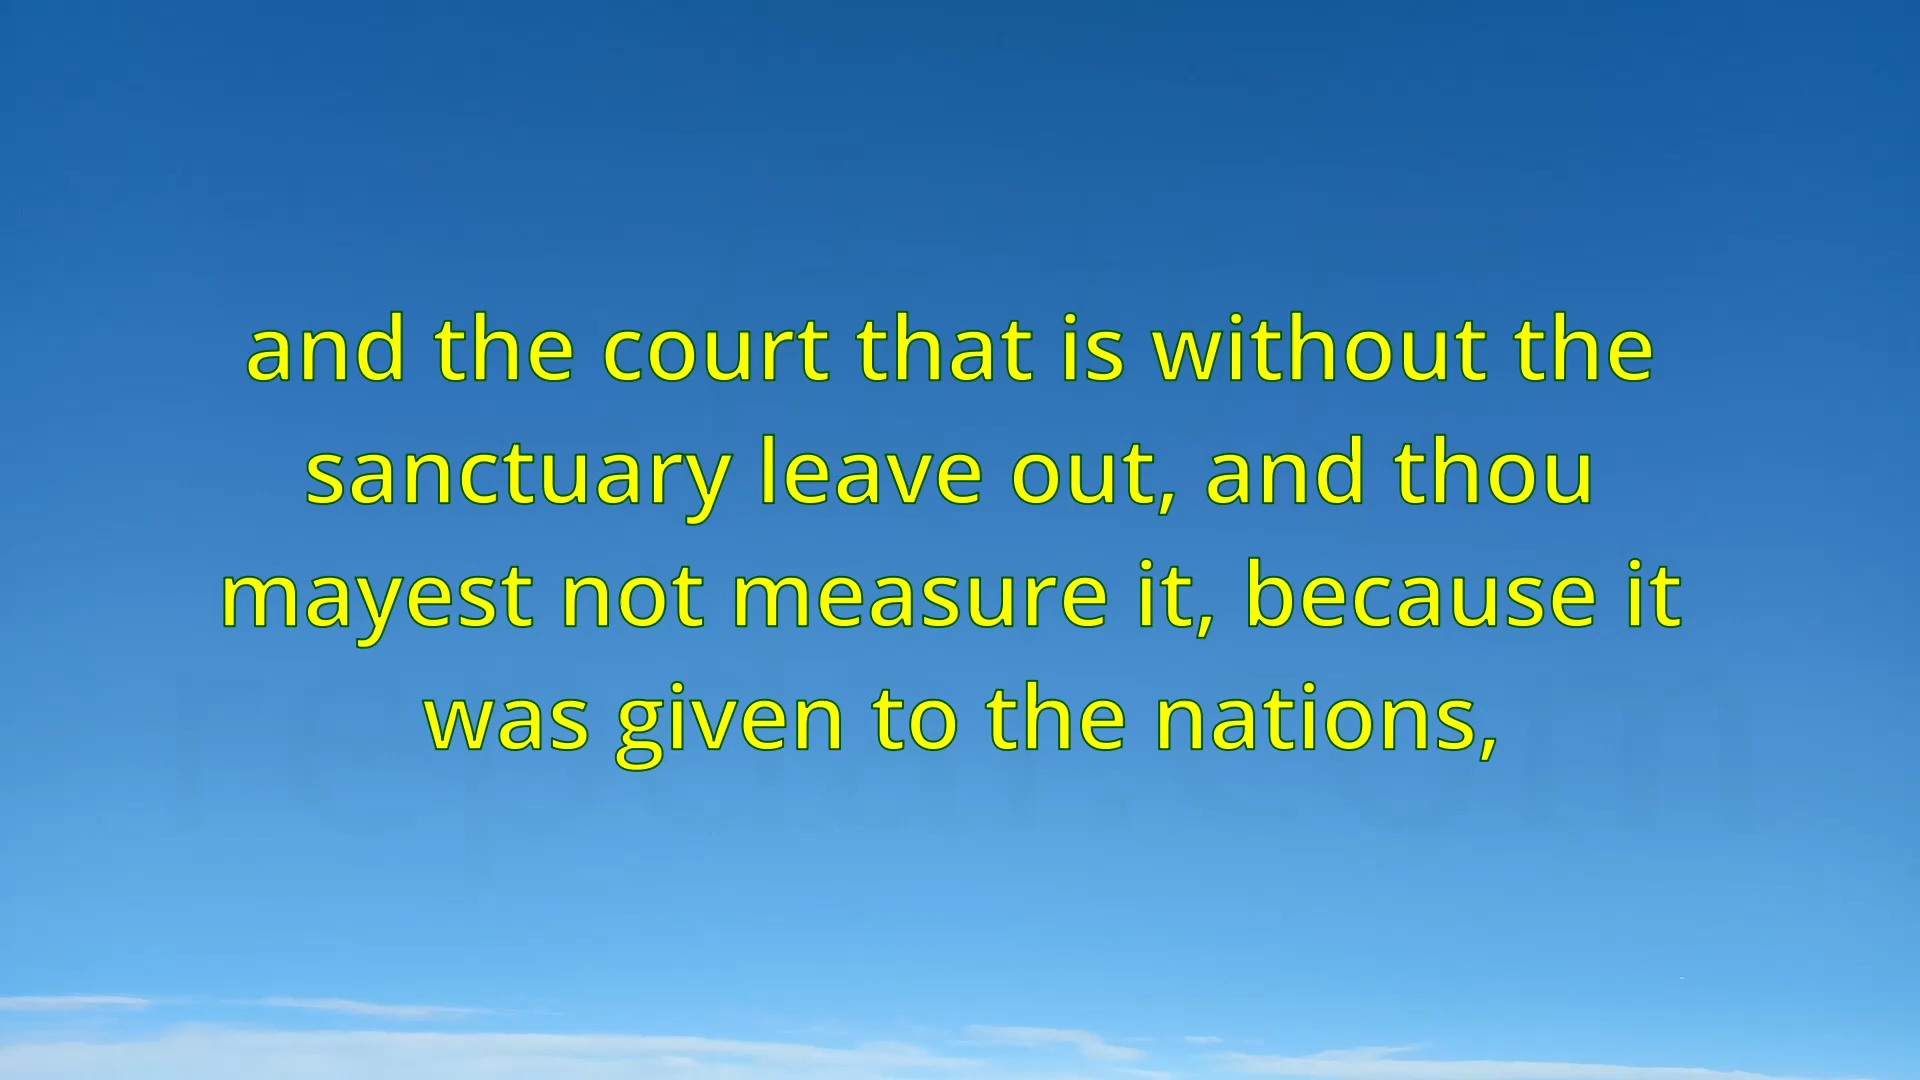 and the court that is without the
sanctuary leave out, and thou
mayest not measure it, because it
was given to the nations,